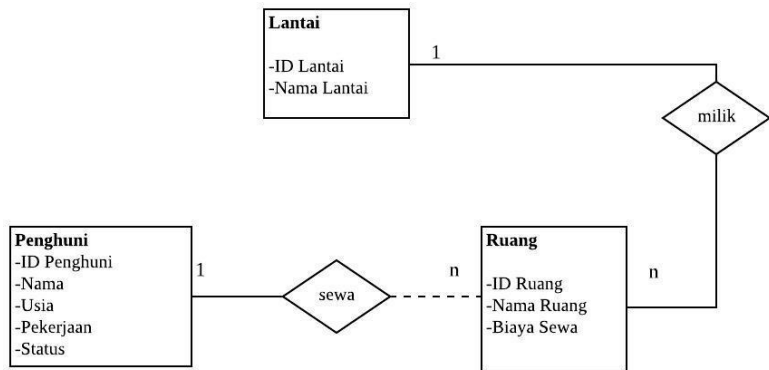 Lantai
-ID Lantai
-Nama Lantai
1
milik
n
Penghuni
-ID Penghuni
-Nama
-Usia
-Pekerjaan
-Status
1
sewa
n
Ruang
-ID Ruang
-Nama Ruang
-Biaya Sewa